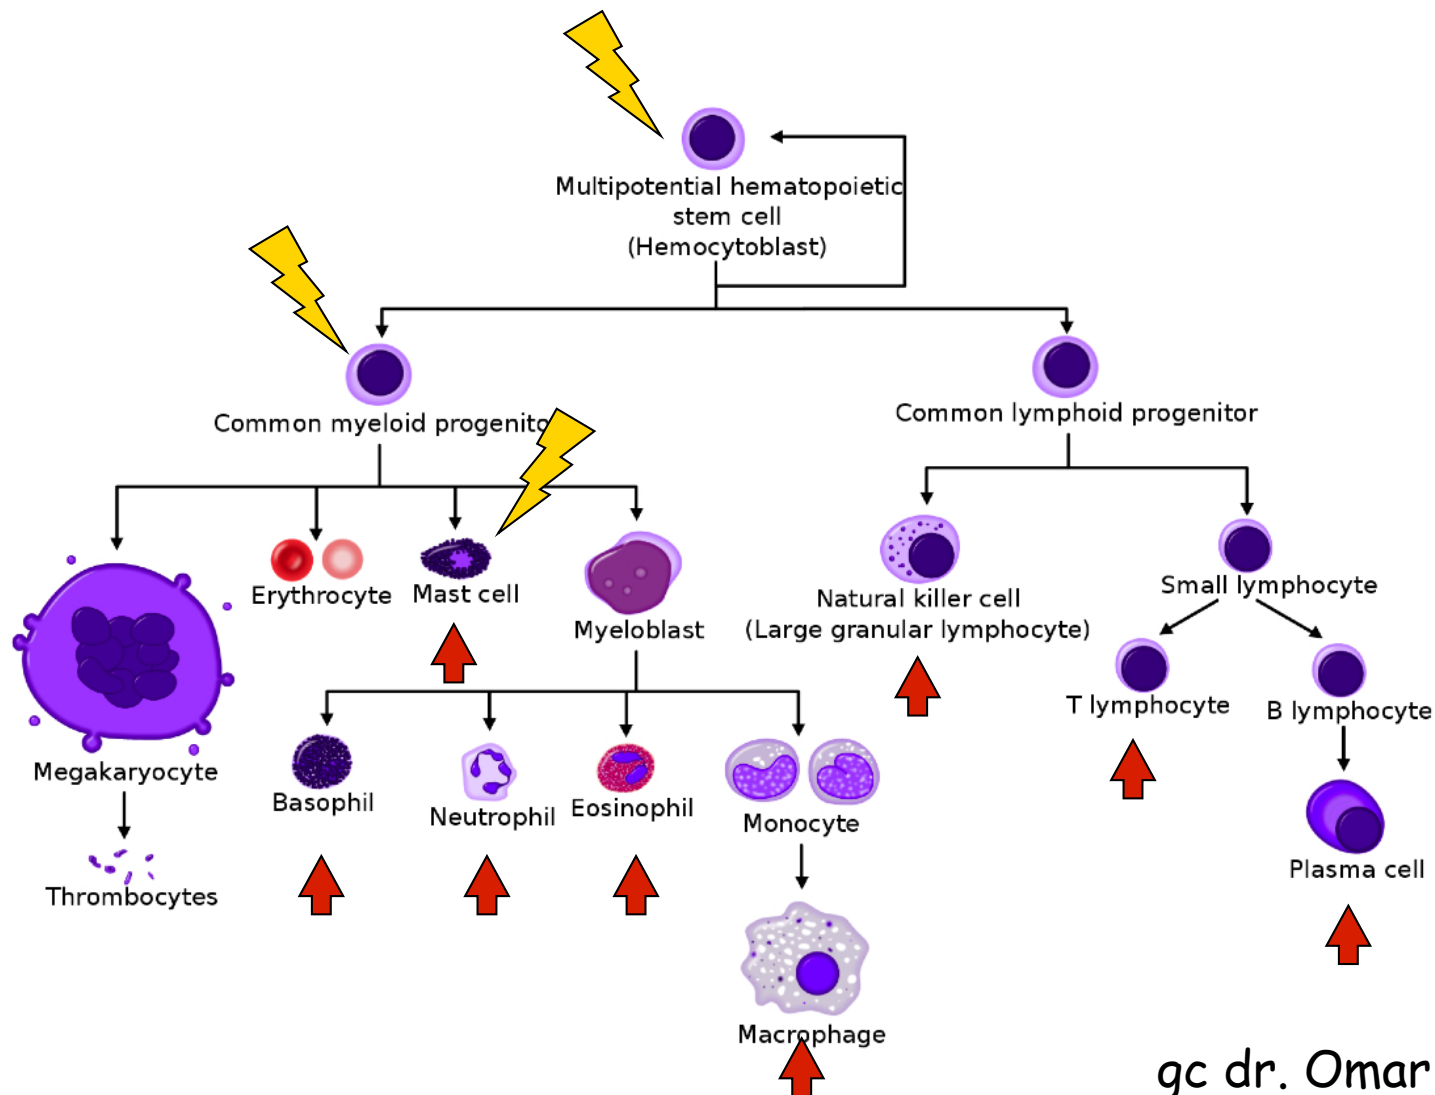 Multipotential hematopoietic
stem cell
(Hemocytoblast)
Common myeloid progenito
Common lymphoid progenitor
Erythrocyte
Mast cell
Myeloblast
Natural killer cell
(Large granular lymphocyte)
Small lymphocyte
T lymphocyte
B lymphocyte
Megakaryocyte
Basophil
Neutrophil
Eosinophil
Monocyte
Plasma cell
Thrombocytes
Macrophage
gc dr. Omar